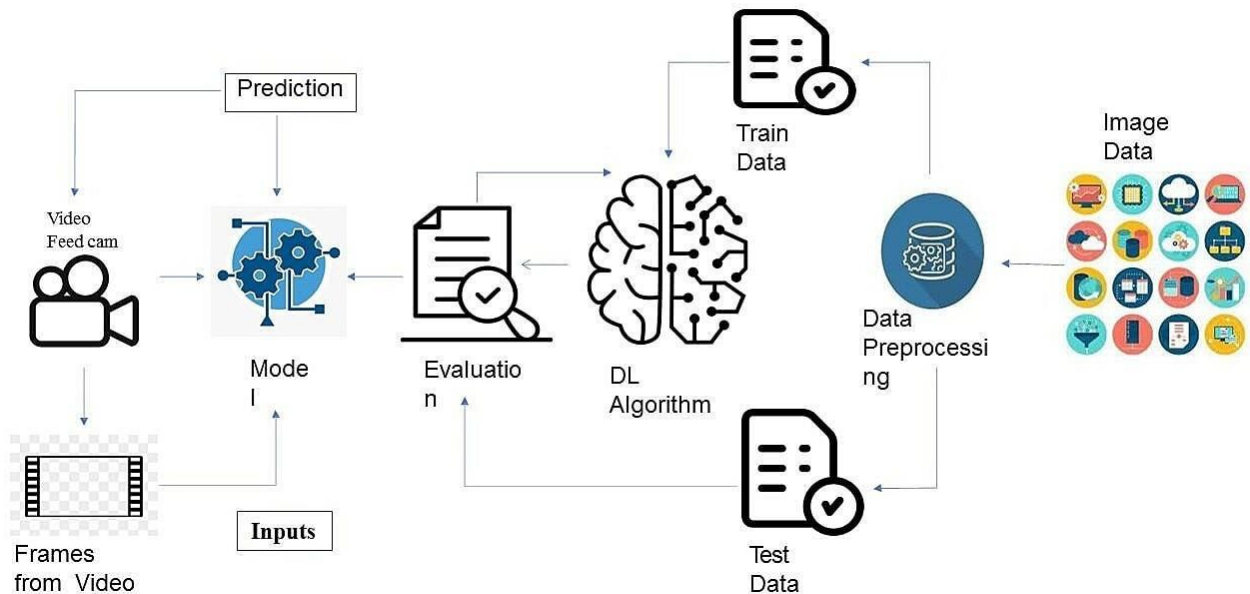 Prediction
Train
Data
Image
Data
Video
Feed cam
Mode
l
Evaluatio
n
DL
Algorithm
Data
Preprocessi
ng
Inputs
Frames
from Video
Test
Data